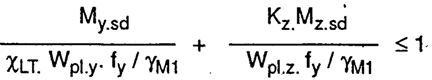 M_y.sd / χ_LT. W_pl.y. f_y / γ_M1 + K_z. M_z.sd / W_pl.z. f_y / γ_M1 ≤ 1